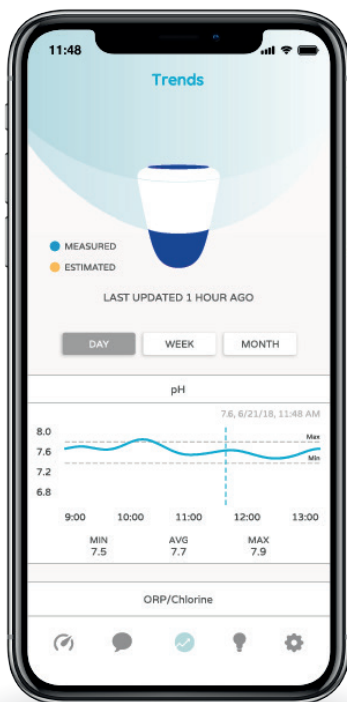 11:48
Trends
MEASURED
ESTIMATED
LAST UPDATED 1 HOUR AGO
DAY WEEK MONTH
pH
7.6, 6/21/18, 11:48 AM
8.0
Max
7.6
Min
7.2
6.8
9:00 10:00 11:00 12:00 13:00
MIN AVG MAX
7.5 7.7 7.9
ORP/Chlorine